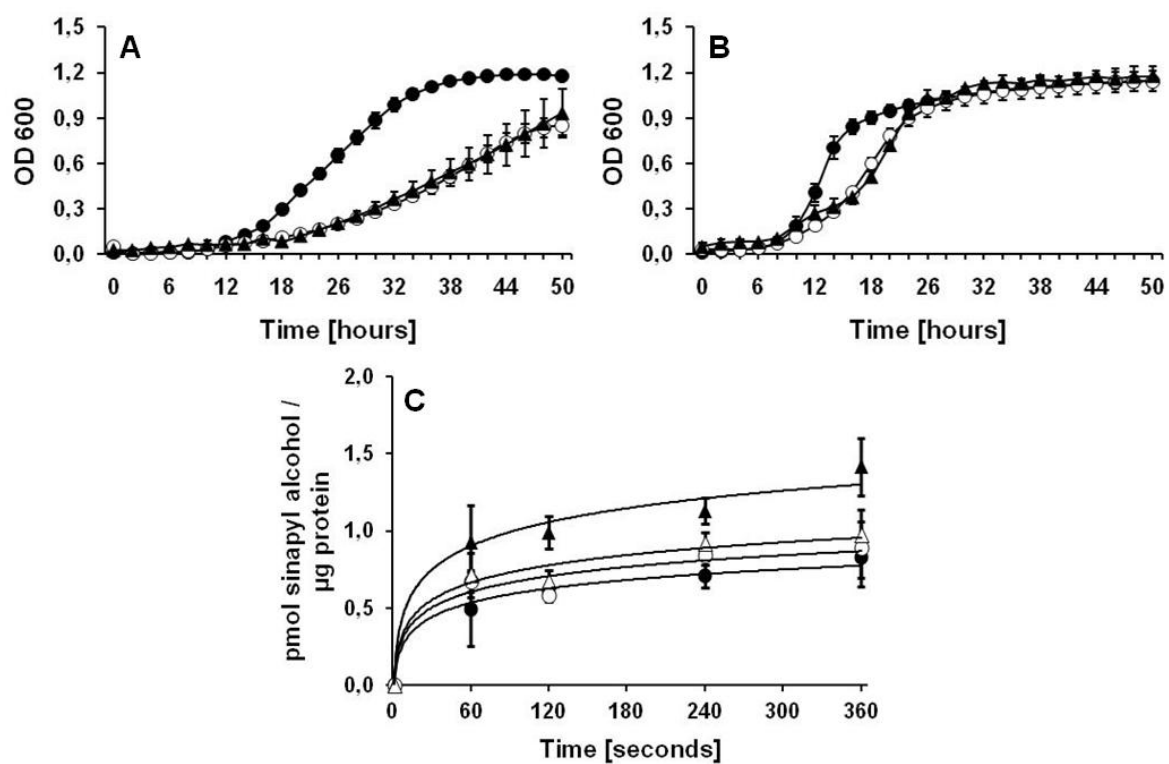 A
1,5
1,2
0,9
0,6
0,3
0,0
OD 600
0 6 12 18 20 26 32 38 44 50
Time [hours]
B
1,5
1,2
0,9
0,6
0,3
0,0
OD 600
0 6 12 18 20 26 32 38 44 50
Time [hours]
C
2,0
1,5
1,0
0,5
0,0
pmol sinapyl alcohol /
µg protein
0 60 120 180 240 300 360
Time [seconds]